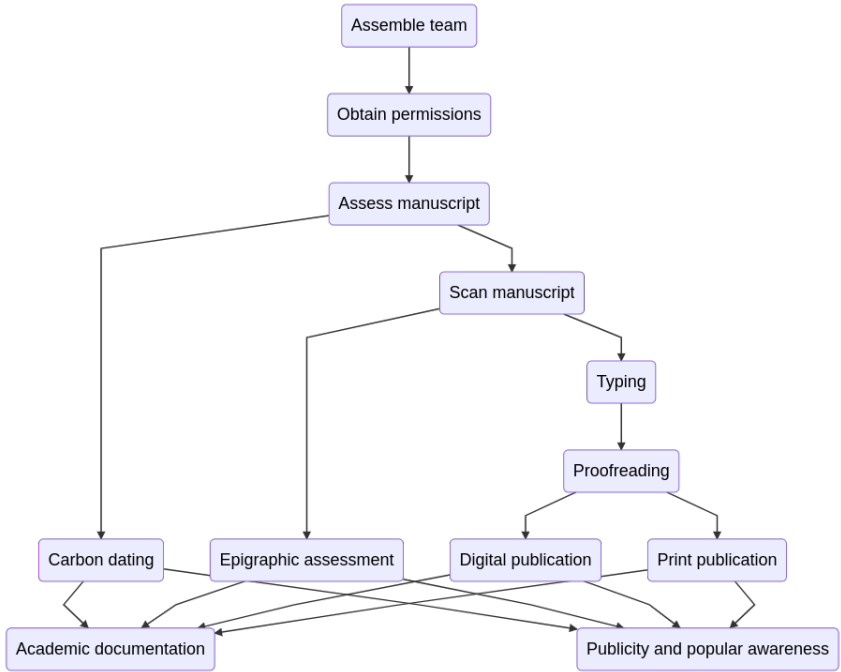 Assemble team
Obtain permissions
Assess manuscript
Scan manuscript
Typing
Proofreading
Carbon dating
Epigraphic assessment
Digital publication
Print publication
Academic documentation
Publicity and popular awareness